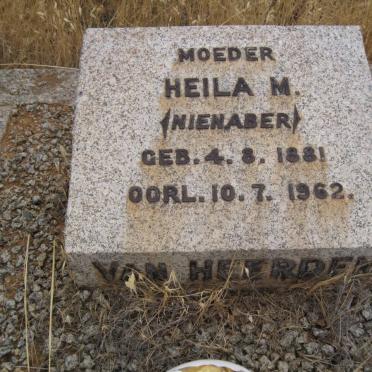 MOEDER
HEILA M.
(NIENABER)
GEB. 4. 8. 1881
OORL. 10. 7. 1962.
VAN HEERDEN